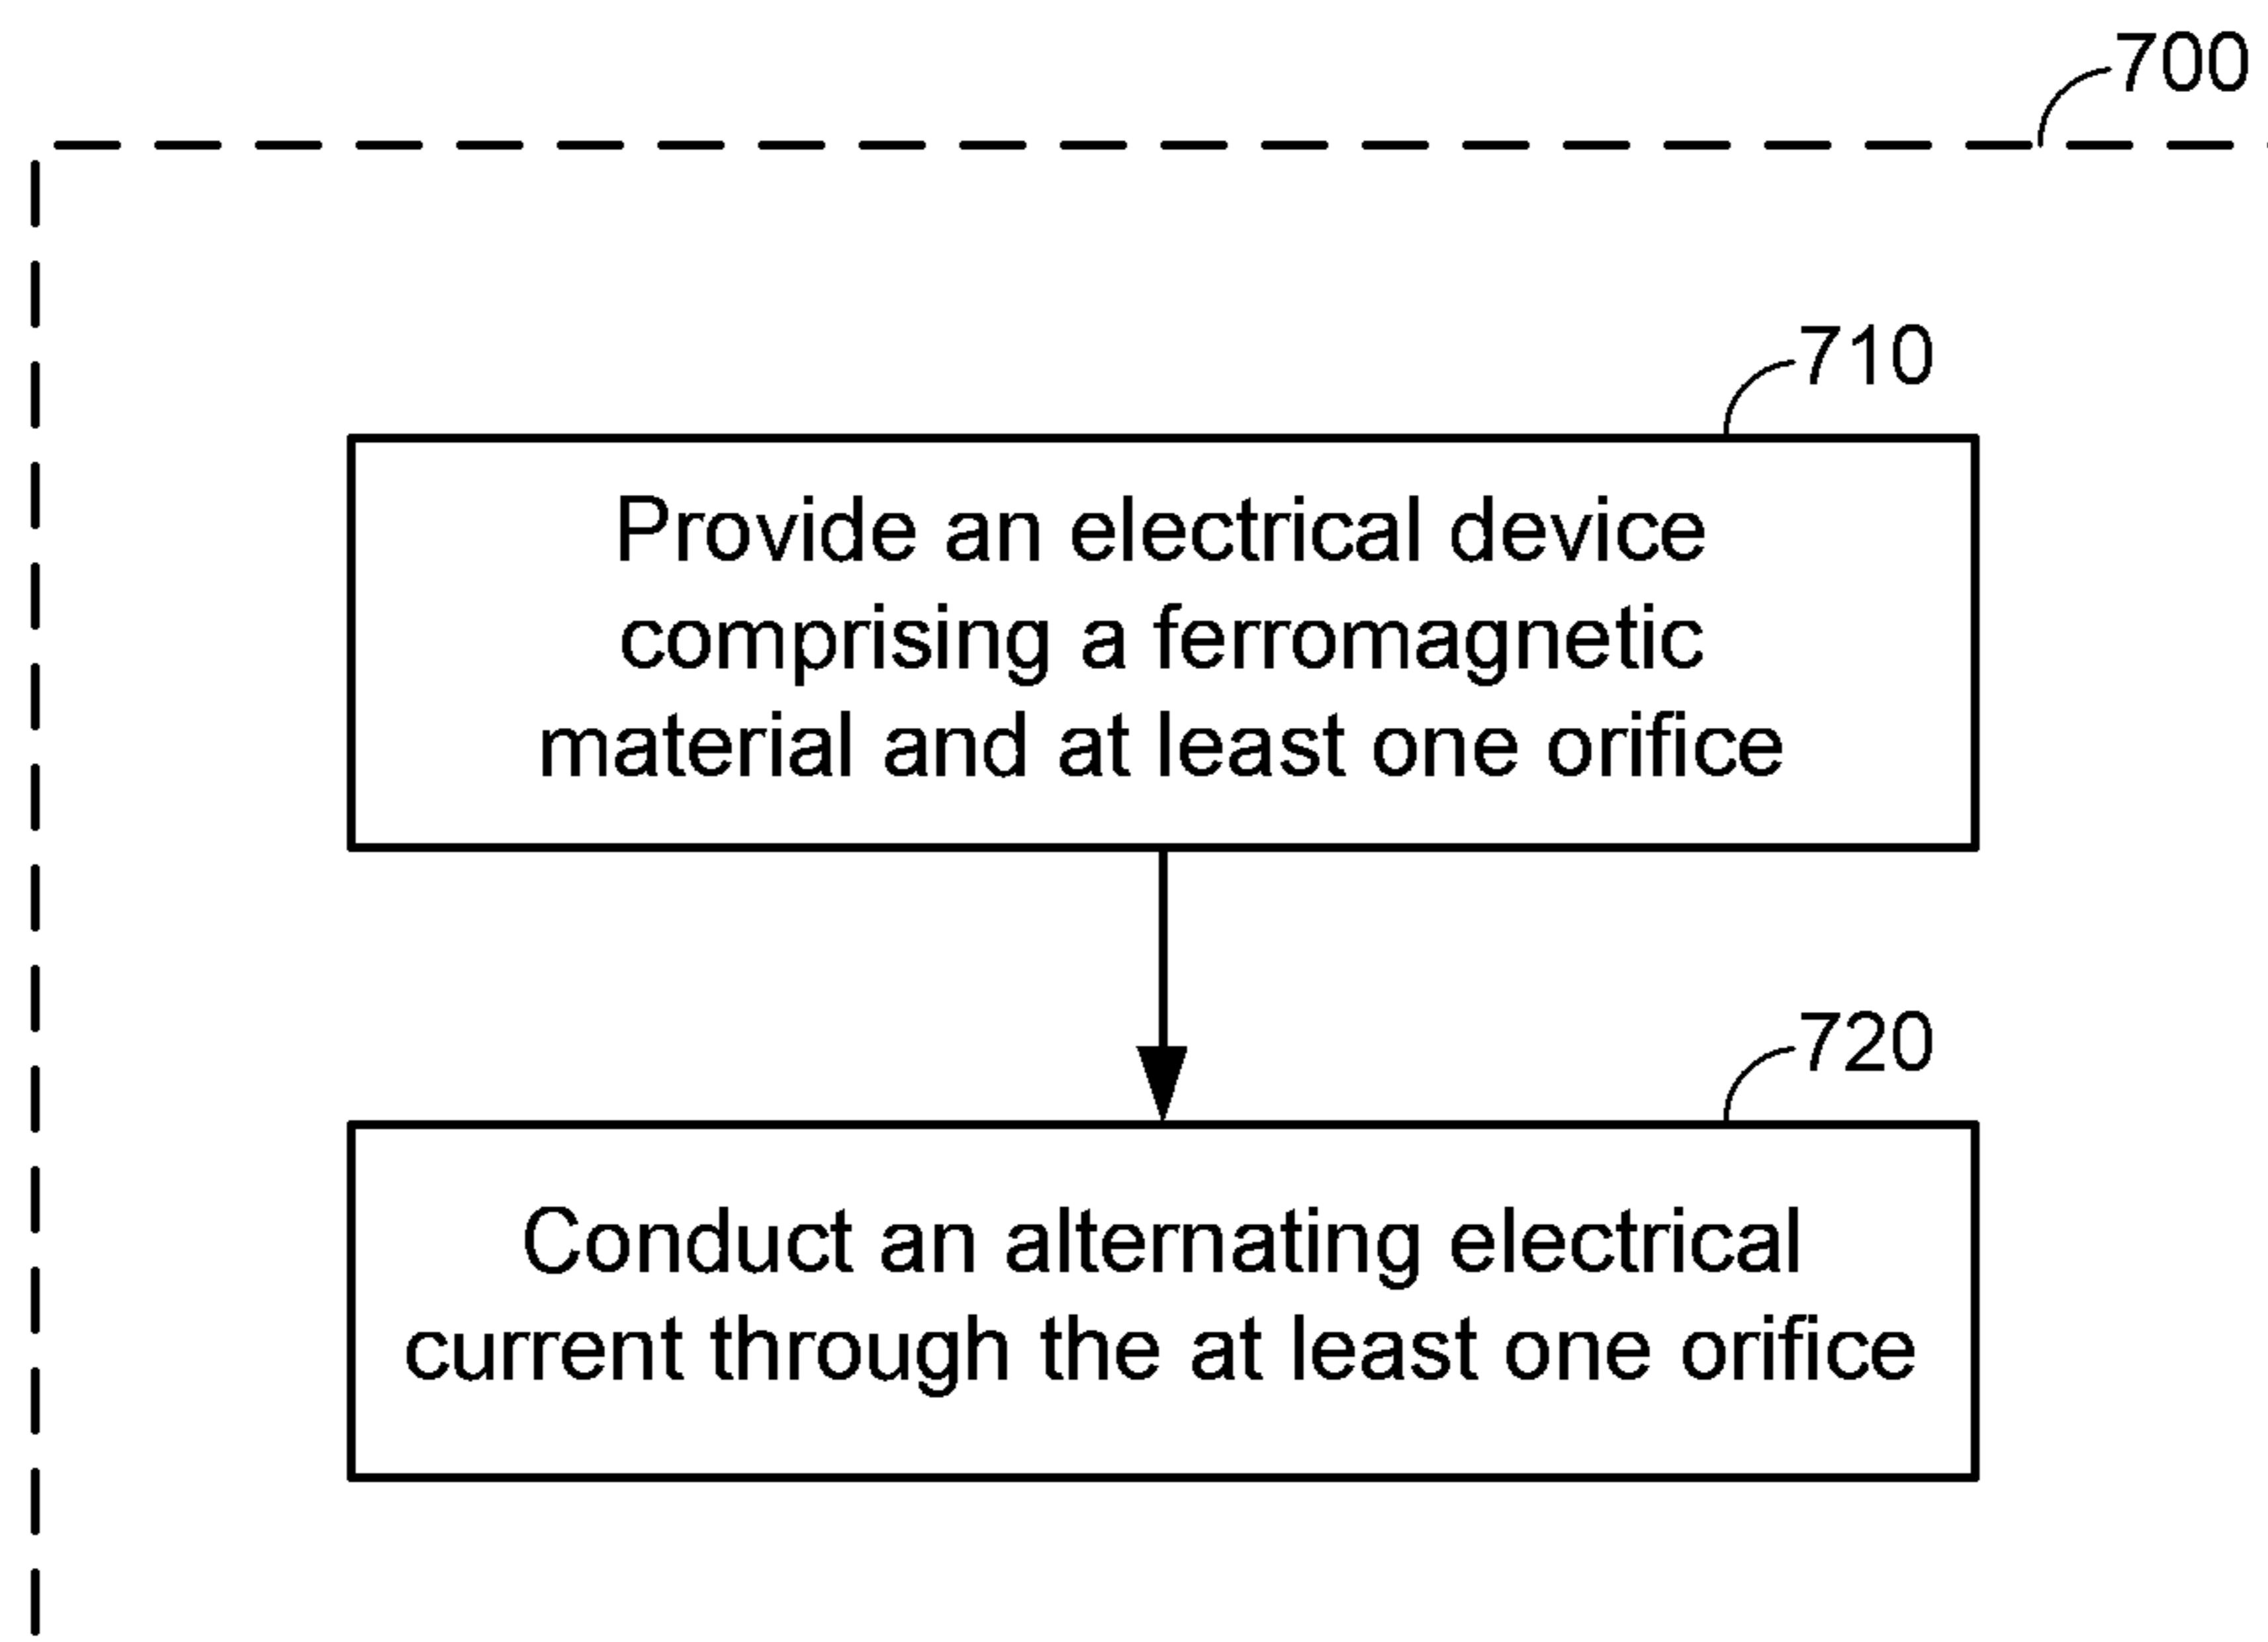 700
710
Provide an electrical device
comprising a ferromagnetic
material and at least one orifice
720
Conduct an alternating electrical
current through the at least one orifice